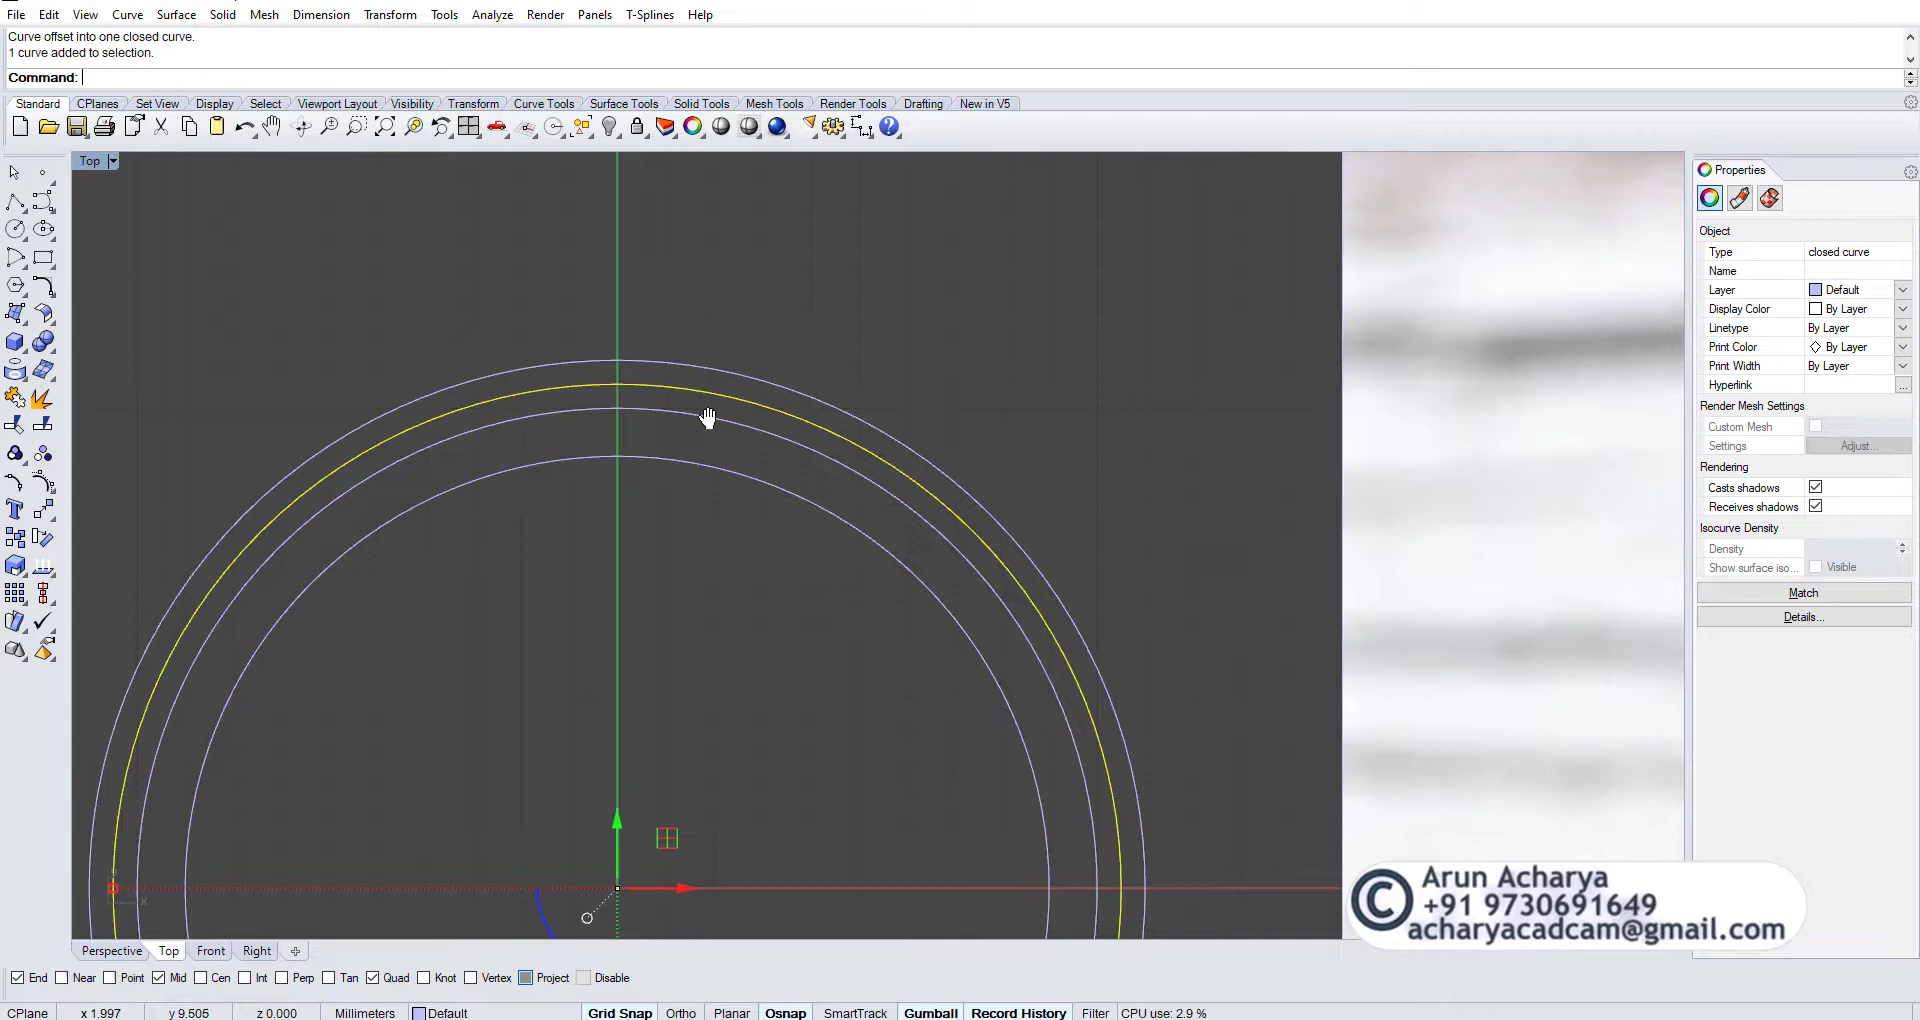 File Edit View Curve Surface Solid Mesh Dimension Transform Tools Analyze Render Panels T-Splines Help
Curve offset into one closed curve.
1 curve added to selection.
Command:
Standard CPlanes Set View Display Select Viewport Layout Visibility Transform Curve Tools Surface Tools Solid Tools Mesh Tools Render Tools Drafting New in V5
Top
Properties
Object
Type closed curve
Name
Layer Default
Display Color By Layer
Linetype By Layer
Print Color By Layer
Print Width By Layer
Hyperlink ...
Render Mesh Settings
Custom Mesh
Settings Adjust...
Rendering
Casts shadows
Receives shadows
Isocurve Density
Density
Show surface iso... Visible
Match
Details...
x
© Arun Acharya
+91 9730691649
acharyacadcam@gmail.com
Perspective Top Front Right
End Near Point Mid Cen Int Perp Tan Quad Knot Vertex Project Disable
CPlane x 1.997 y 9.505 z 0.000 Millimeters Default Grid Snap Ortho Planar Osnap SmartTrack Gumball Record History Filter CPU use: 2.9 %